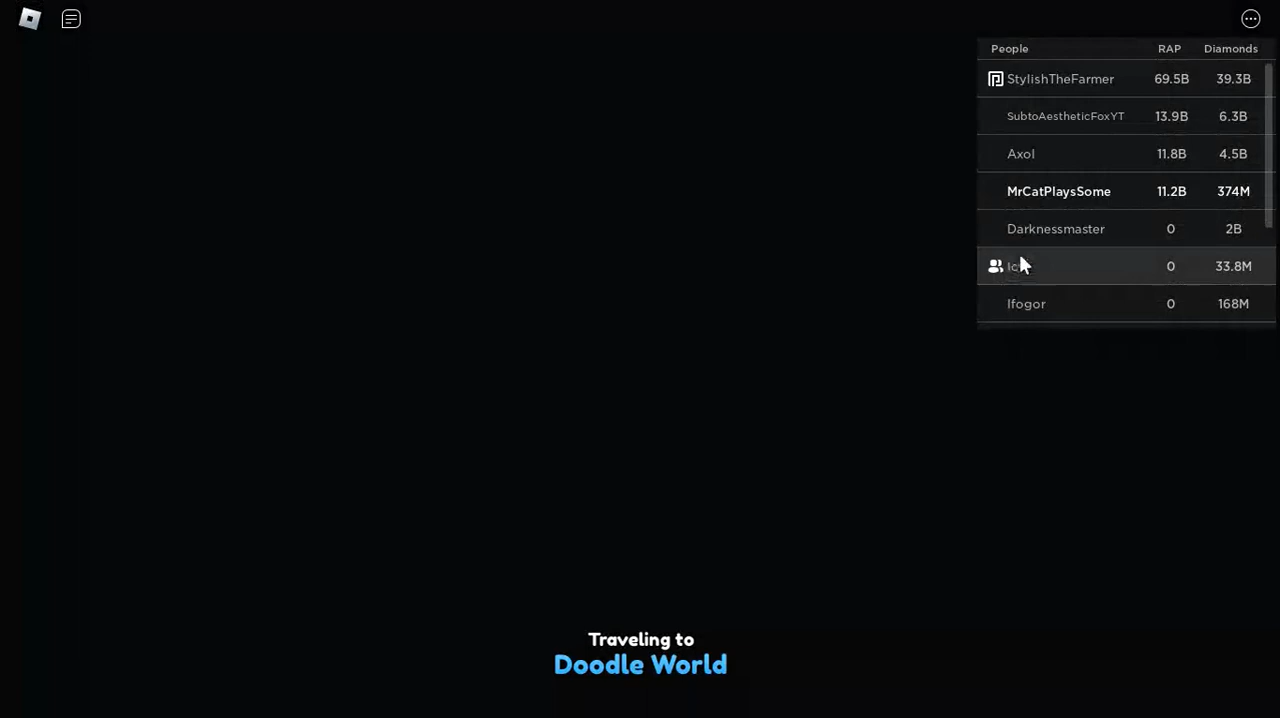 People RAP Diamonds
StylishTheFarmer 69.5B 39.3B
SubtoAestheticFoxYT 13.9B 6.3B
Axol 11.8B 4.5B
MrCatPlaysSome 11.2B 374M
Darknessmaster 0 2B
0 33.8M
Ifogor 0 168M
Traveling to
Doodle World